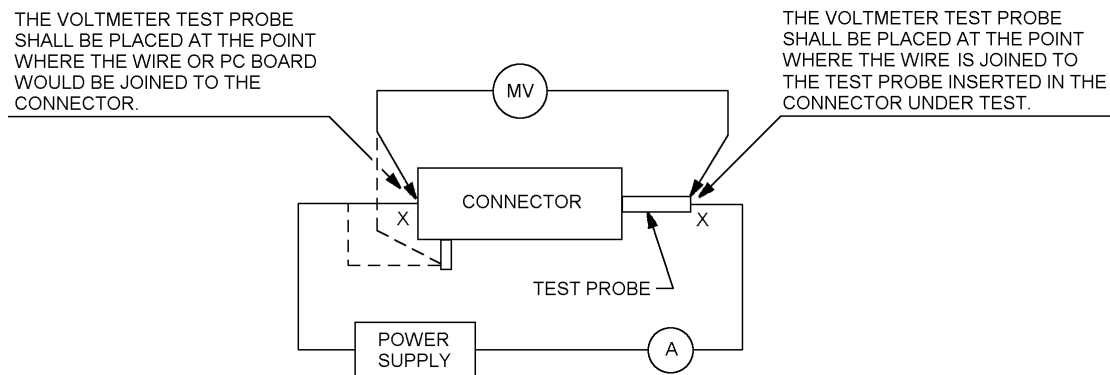 THE VOLTMETER TEST PROBE
SHALL BE PLACED AT THE POINT
WHERE THE WIRE OR PC BOARD
WOULD BE JOINED TO THE
CONNECTOR.
THE VOLTMETER TEST PROBE
SHALL BE PLACED AT THE POINT
WHERE THE WIRE IS JOINED TO
THE TEST PROBE INSERTED IN THE
CONNECTOR UNDER TEST.
MV
CONNECTOR
X
X
TEST PROBE
POWER
SUPPLY
A